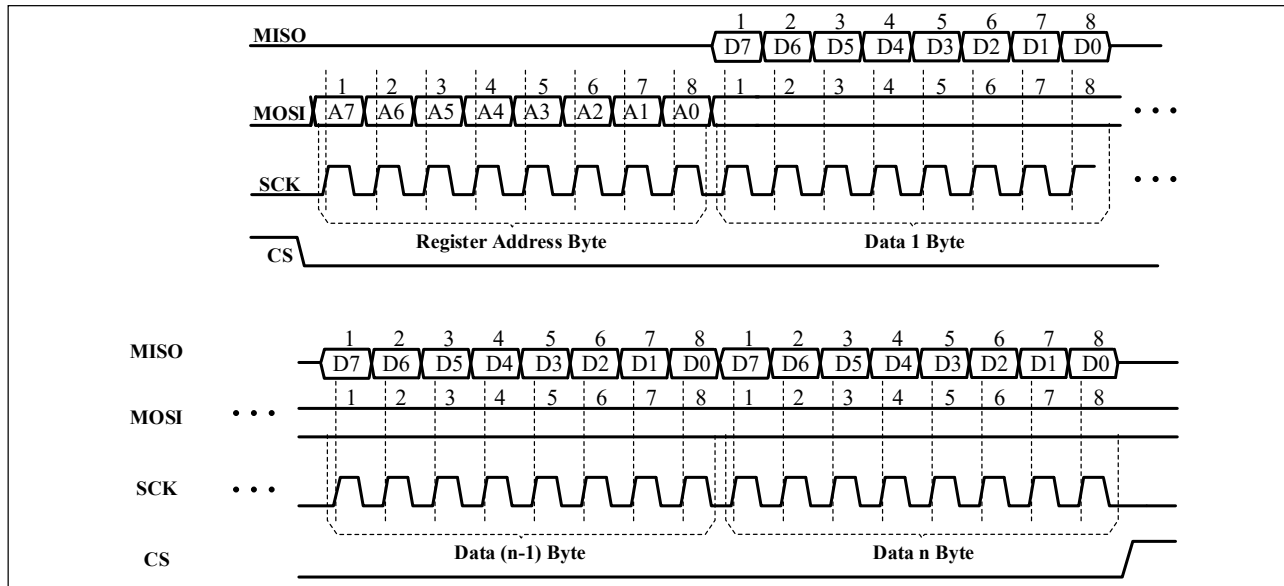 1 2 3 4 5 6 7 8
MISO D7 D6 D5 D4 D3 D2 D1 D0
1 2 3 4 5 6 7 8 1 2 3 4 5 6 7 8
MOSI A7 A6 A5 A4 A3 A2 A1 A0 • • •
SCK • • •
Register Address Byte Data 1 Byte
CS
1 2 3 4 5 6 7 8 1 2 3 4 5 6 7 8
MISO D7 D6 D5 D4 D3 D2 D1 D0 D7 D6 D5 D4 D3 D2 D1 D0
1 2 3 4 5 6 7 8 1 2 3 4 5 6 7 8
MOSI • • •
SCK • • •
Data (n-1) Byte Data n Byte
CS